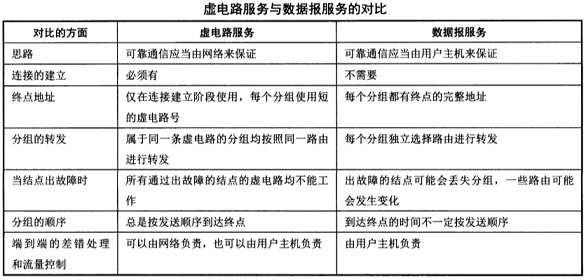 虚电路服务与数据报服务的对比
对比的方面 虚电路服务 数据报服务
思路 可靠通信应当由网络来保证 可靠通信应当由用户主机来保证
连接的建立 必须有 不需要
终点地址 仅在连接建立阶段使用，每个分组使用短 每个分组都有终点的完整地址
的虚电路号
分组的转发 属于同一条虚电路的分组均按照同一路由 每个分组独立选择路由进行转发
进行转发
当结点出故障时 所有通过出故障的结点的虚电路均不能工 出故障的结点可能会丢失分组，一些路由可能
作 会发生变化
分组的顺序 总是按发送顺序到达终点 到达终点的时间不一定按发送顺序
端到端的差错处理 可以由网络负责，也可以由用户主机负责 由用户主机负责
和流量控制